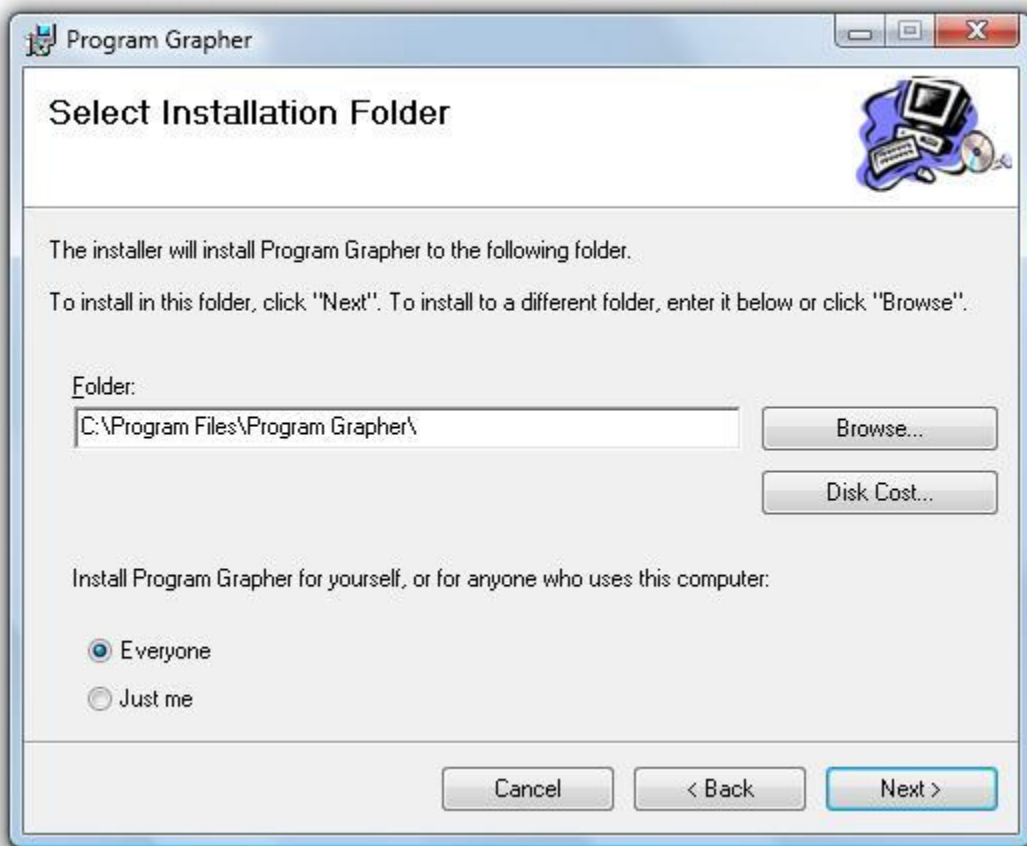 Program Grapher
Select Installation Folder
The installer will install Program Grapher to the following folder.
To install in this folder, click "Next". To install to a different folder, enter it below or click "Browse".
Folder:
C:\Program Files\Program Grapher\
Browse...
Disk Cost...
Install Program Grapher for yourself, or for anyone who uses this computer:
Everyone
Just me
Cancel
< Back
Next >